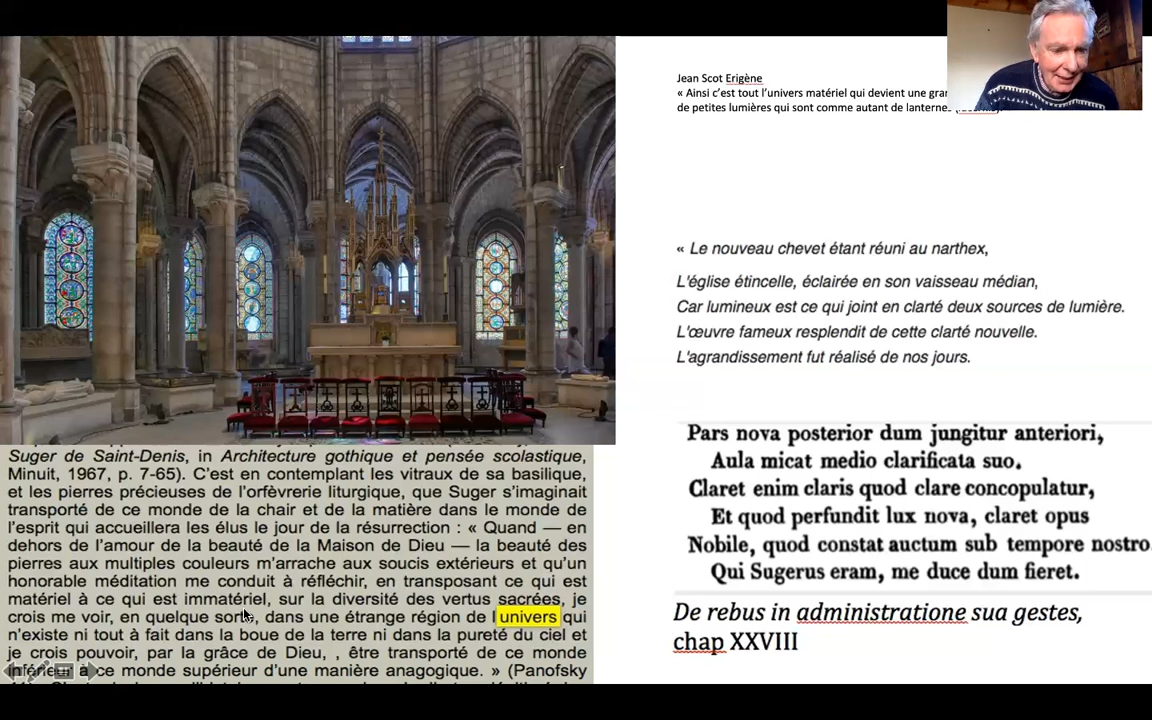 Jean Scot Erigène
« Ainsi c’est tout l’univers matériel qui devient une gran
de petites lumières qui sont comme autant de lanternes
« Le nouveau chevet étant réuni au narthex,
L'église étincelle, éclairée en son vaisseau médian,
Car lumineux est ce qui joint en clarté deux sources de lumière.
L'œuvre fameux resplendit de cette clarté nouvelle.
L'agrandissement fut réalisé de nos jours.
Pars nova posterior dum jungitur anteriori,
Aula micat medio clarificata suo.
Claret enim claris quod clare concopulatur,
Et quod perfundit lux nova, claret opus
Nobile, quod constat auctum sub tempore nostro
Qui Sugerus eram, me duce dum fieret.
De rebus in administratione sua gestes,
chap XXVIII
Suger de Saint-Denis, in Architecture gothique et pensée scolastique,
Minuit, 1967, p. 7-65). C’est en contemplant les vitraux de sa basilique,
et les pierres précieuses de l’orfèvrerie liturgique, que Suger s’imaginait
transporté de ce monde de la chair et de la matière dans le monde de
l’esprit qui accueillera les élus le jour de la résurrection : « Quand — en
dehors de l’amour de la beauté de la Maison de Dieu — la beauté des
pierres aux multiples couleurs m’arrache aux soucis extérieurs et qu’un
honorable méditation me conduit à réfléchir, en transposant ce qui est
matériel à ce qui est immatériel, sur la diversité des vertus sacrées, je
crois me voir, en quelque sorte, dans une étrange région de l univers qui
n’existe ni tout à fait dans la boue de la terre ni dans la pureté du ciel et
je crois pouvoir, par la grâce de Dieu, , être transporté de ce monde
inférieur à ce monde supérieur d’une manière anagogique. » (Panofsky